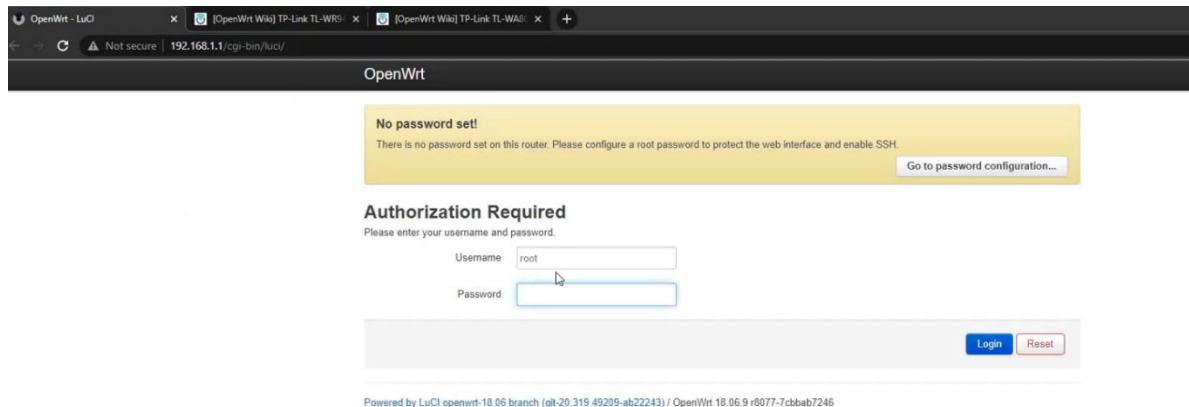 OpenWrt - LuCI
[OpenWrt Wiki] TP-Link TL-WR9
[OpenWrt Wiki] TP-Link TL-WA8
Not secure | 192.168.1.1/cgi-bin/luci/
OpenWrt
No password set!
There is no password set on this router. Please configure a root password to protect the web interface and enable SSH.
Go to password configuration...
Authorization Required
Please enter your username and password.
Username root
Password
Login Reset
Powered by LuCI openwrt-18.06 branch (git-20.319.49209-ab22243) / OpenWrt 18.06.9 r8077-7cbbab7246